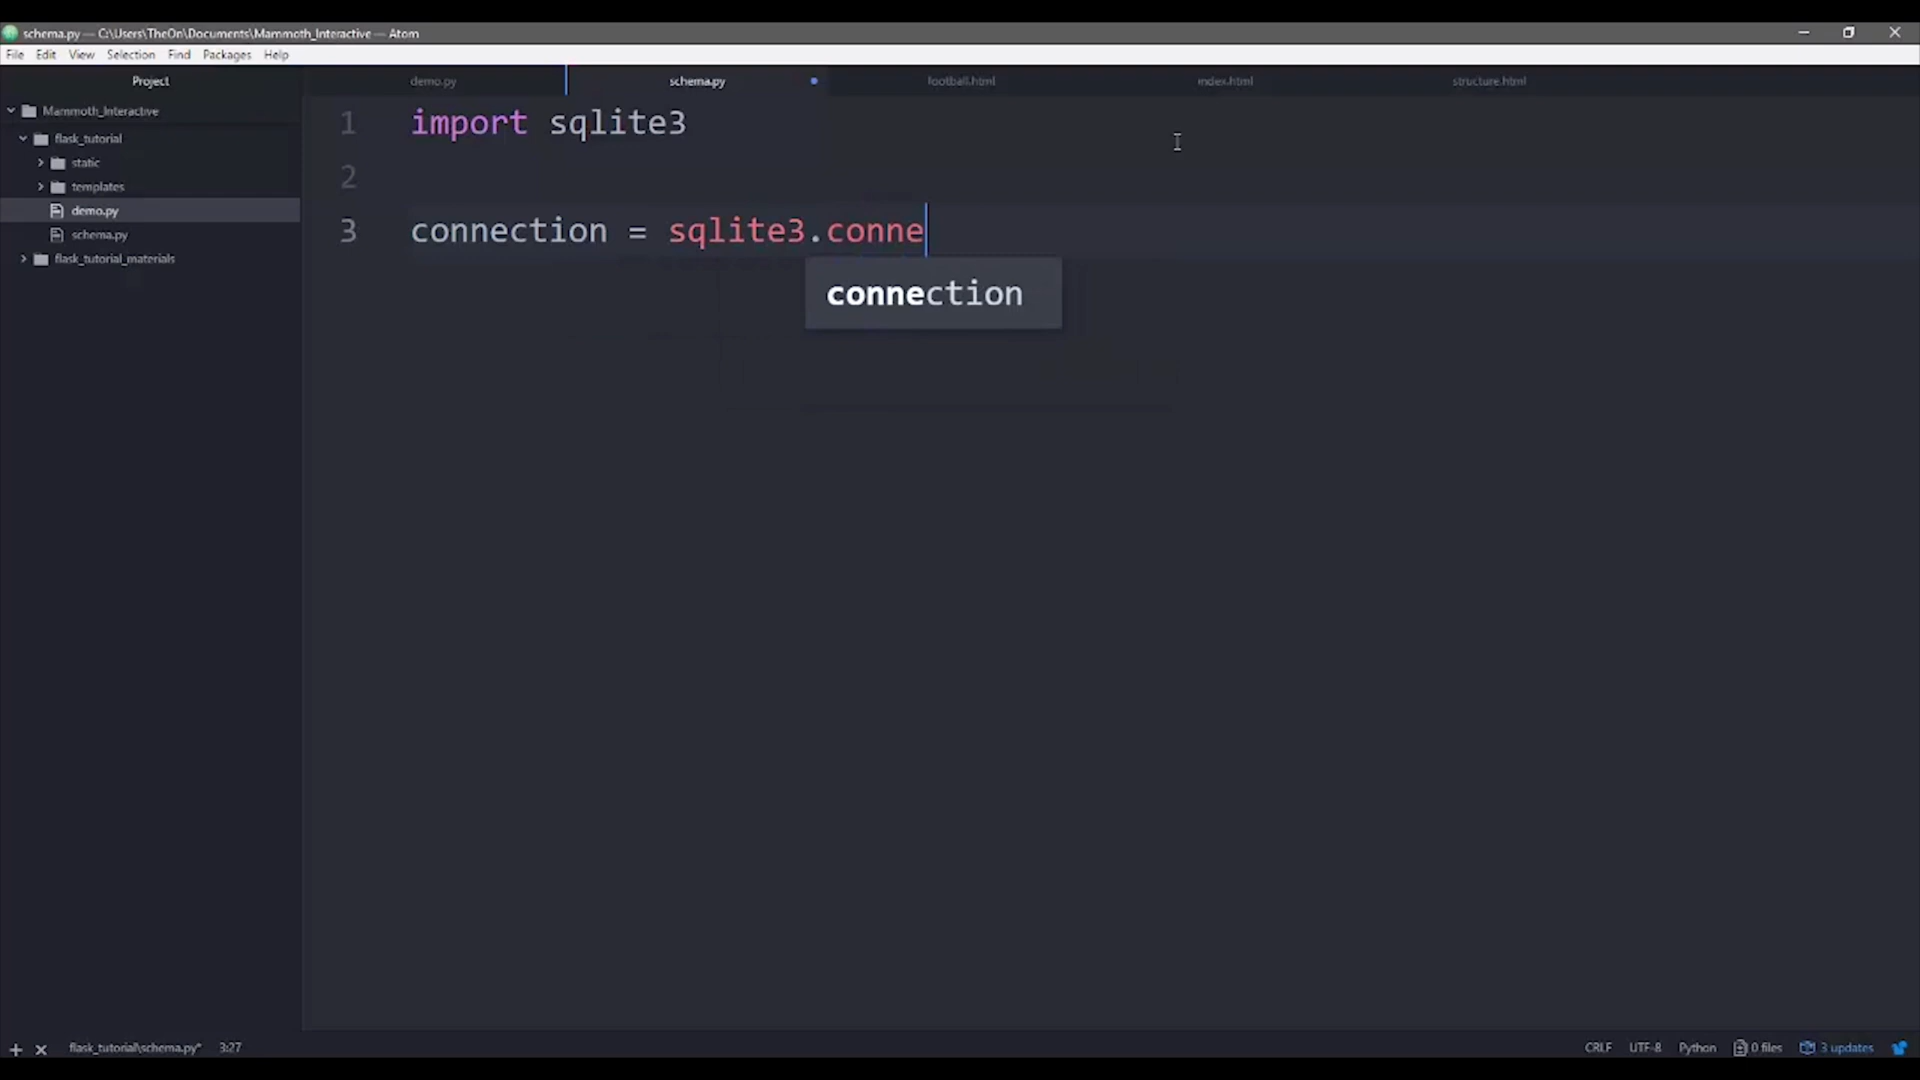 schema.py — C:\Users\TheOn\Documents\Mammoth_Interactive — Atom
File Edit View Selection Find Packages Help
Project
demo.py schema.py football.html index.html structure.html
Mammoth_Interactive
flask_tutorial
static
templates
demo.py
schema.py
flask_tutorial_materials
1 import sqlite3
2
3 connection = sqlite3.conne
connection
flask_tutorial\schema.py* 3:27
CRLF UTF-8 Python 0 files 3 updates